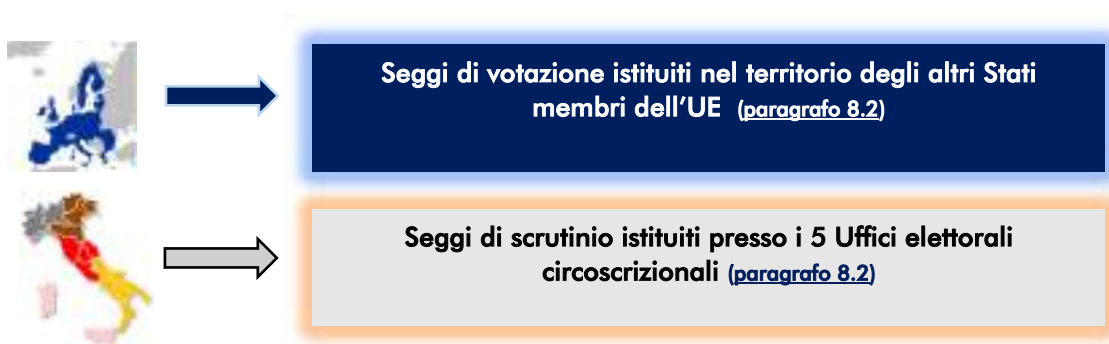 Seggi di votazione istituiti nel territorio degli altri Stati
membri dell’UE (paragrafo 8.2)
Seggi di scrutinio istituiti presso i 5 Uffici elettorali
circoscrizionali (paragrafo 8.2)